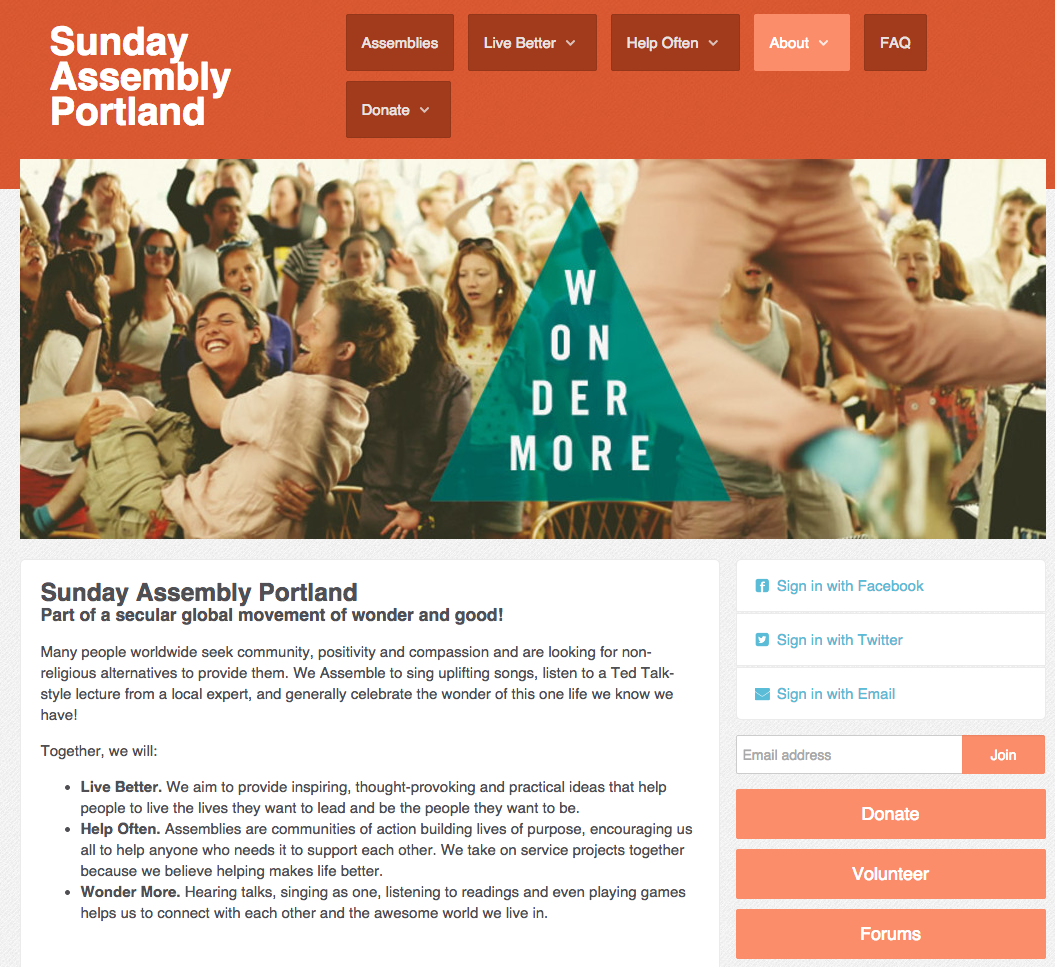 Sunday
Assembly
Portland
Assemblies
Live Better
Help Often
About
FAQ
Donate
W
ON
DER
MORE
Sunday Assembly Portland
Part of a secular global movement of wonder and good!
Many people worldwide seek community, positivity and compassion and are looking for non-
religious alternatives to provide them. We Assemble to sing uplifting songs, listen to a Ted Talk-
style lecture from a local expert, and generally celebrate the wonder of this one life we know we
have!
Together, we will:
• Live Better. We aim to provide inspiring, thought-provoking and practical ideas that help
people to live the lives they want to lead and be the people they want to be.
• Help Often. Assemblies are communities of action building lives of purpose, encouraging us
all to help anyone who needs it to support each other. We take on service projects together
because we believe helping makes life better.
• Wonder More. Hearing talks, singing as one, listening to readings and even playing games
helps us to connect with each other and the awesome world we live in.
Sign in with Facebook
Sign in with Twitter
Sign in with Email
Email address
Join
Donate
Volunteer
Forums